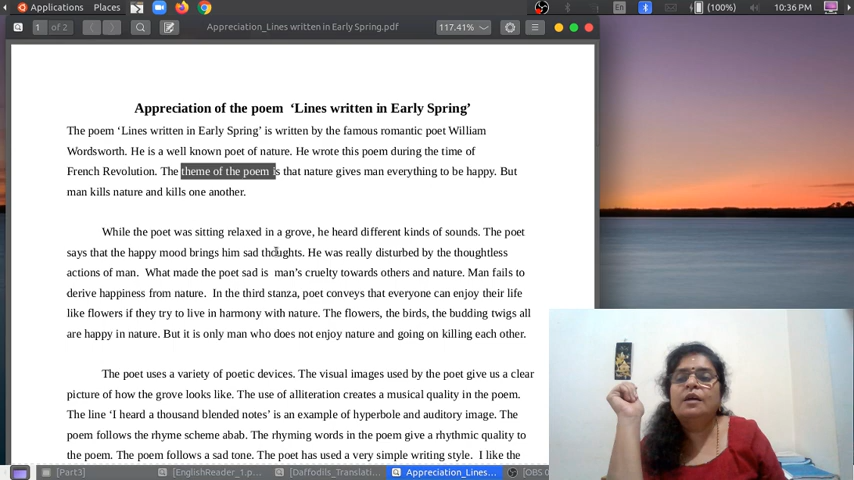 Applications Places En (100%) 10:36 PM
1 of 2 Appreciation_Lines written in Early Spring.pdf 117.41%
Appreciation of the poem ‘Lines written in Early Spring’
The poem ‘Lines written in Early Spring’ is written by the famous romantic poet William
Wordsworth. He is a well known poet of nature. He wrote this poem during the time of
French Revolution. The theme of the poem is that nature gives man everything to be happy. But
man kills nature and kills one another.
While the poet was sitting relaxed in a grove, he heard different kinds of sounds. The poet
says that the happy mood brings him sad thoughts. He was really disturbed by the thoughtless
actions of man. What made the poet sad is man’s cruelty towards others and nature. Man fails to
derive happiness from nature. In the third stanza, poet conveys that everyone can enjoy their life
like flowers if they try to live in harmony with nature. The flowers, the birds, the budding twigs all
are happy in nature. But it is only man who does not enjoy nature and going on killing each other.
The poet uses a variety of poetic devices. The visual images used by the poet give us a clear
picture of how the grove looks like. The use of alliteration creates a musical quality in the poem.
The line ‘I heard a thousand blended notes’ is an example of hyperbole and auditory image. The
poem follows the rhyme scheme abab. The rhyming words in the poem give a rhythmic quality to
the poem. The poem follows a sad tone. The poet has used a very simple writing style. I like the
[Part3] [EnglishReader_1.p... [Daffodils_Translati... Appreciation_Lines... [OBS 0